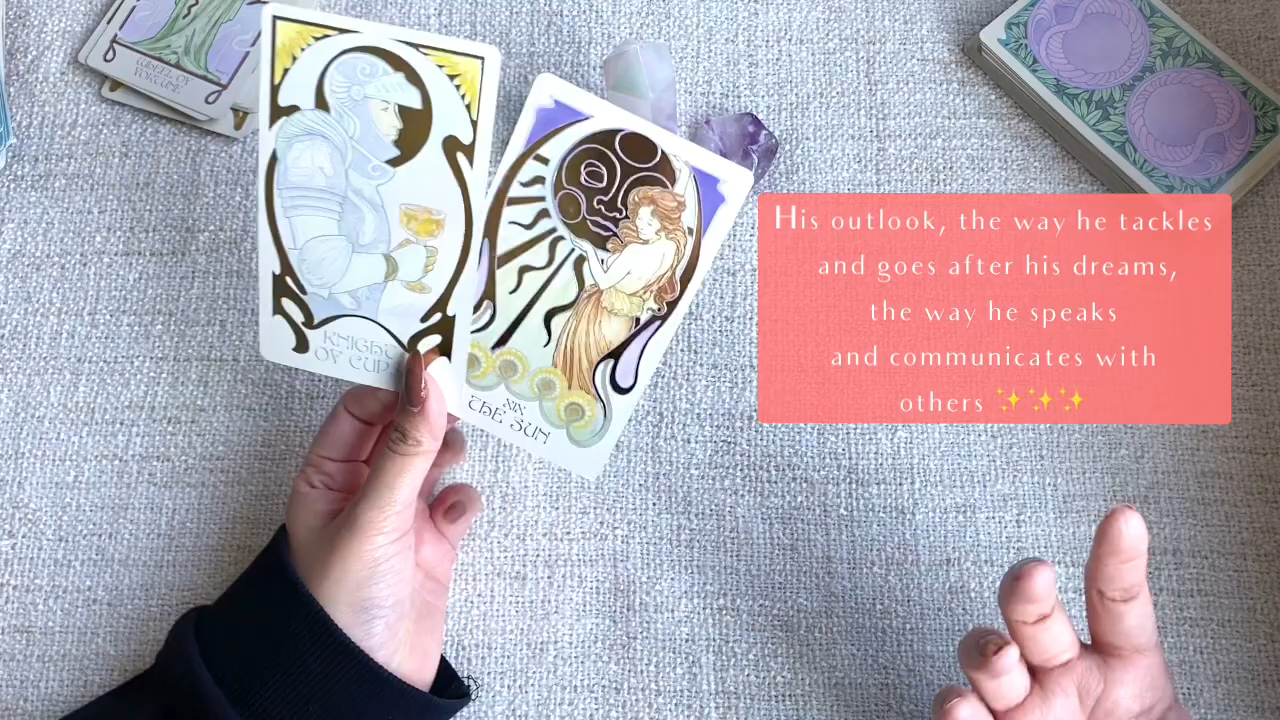 WHEEL OF
FORTUNE
KNIGHT
OF CUP
XIX
THE SUN
His outlook, the way he tackles
and goes after his dreams,
the way he speaks
and communicates with
others ✨✨✨